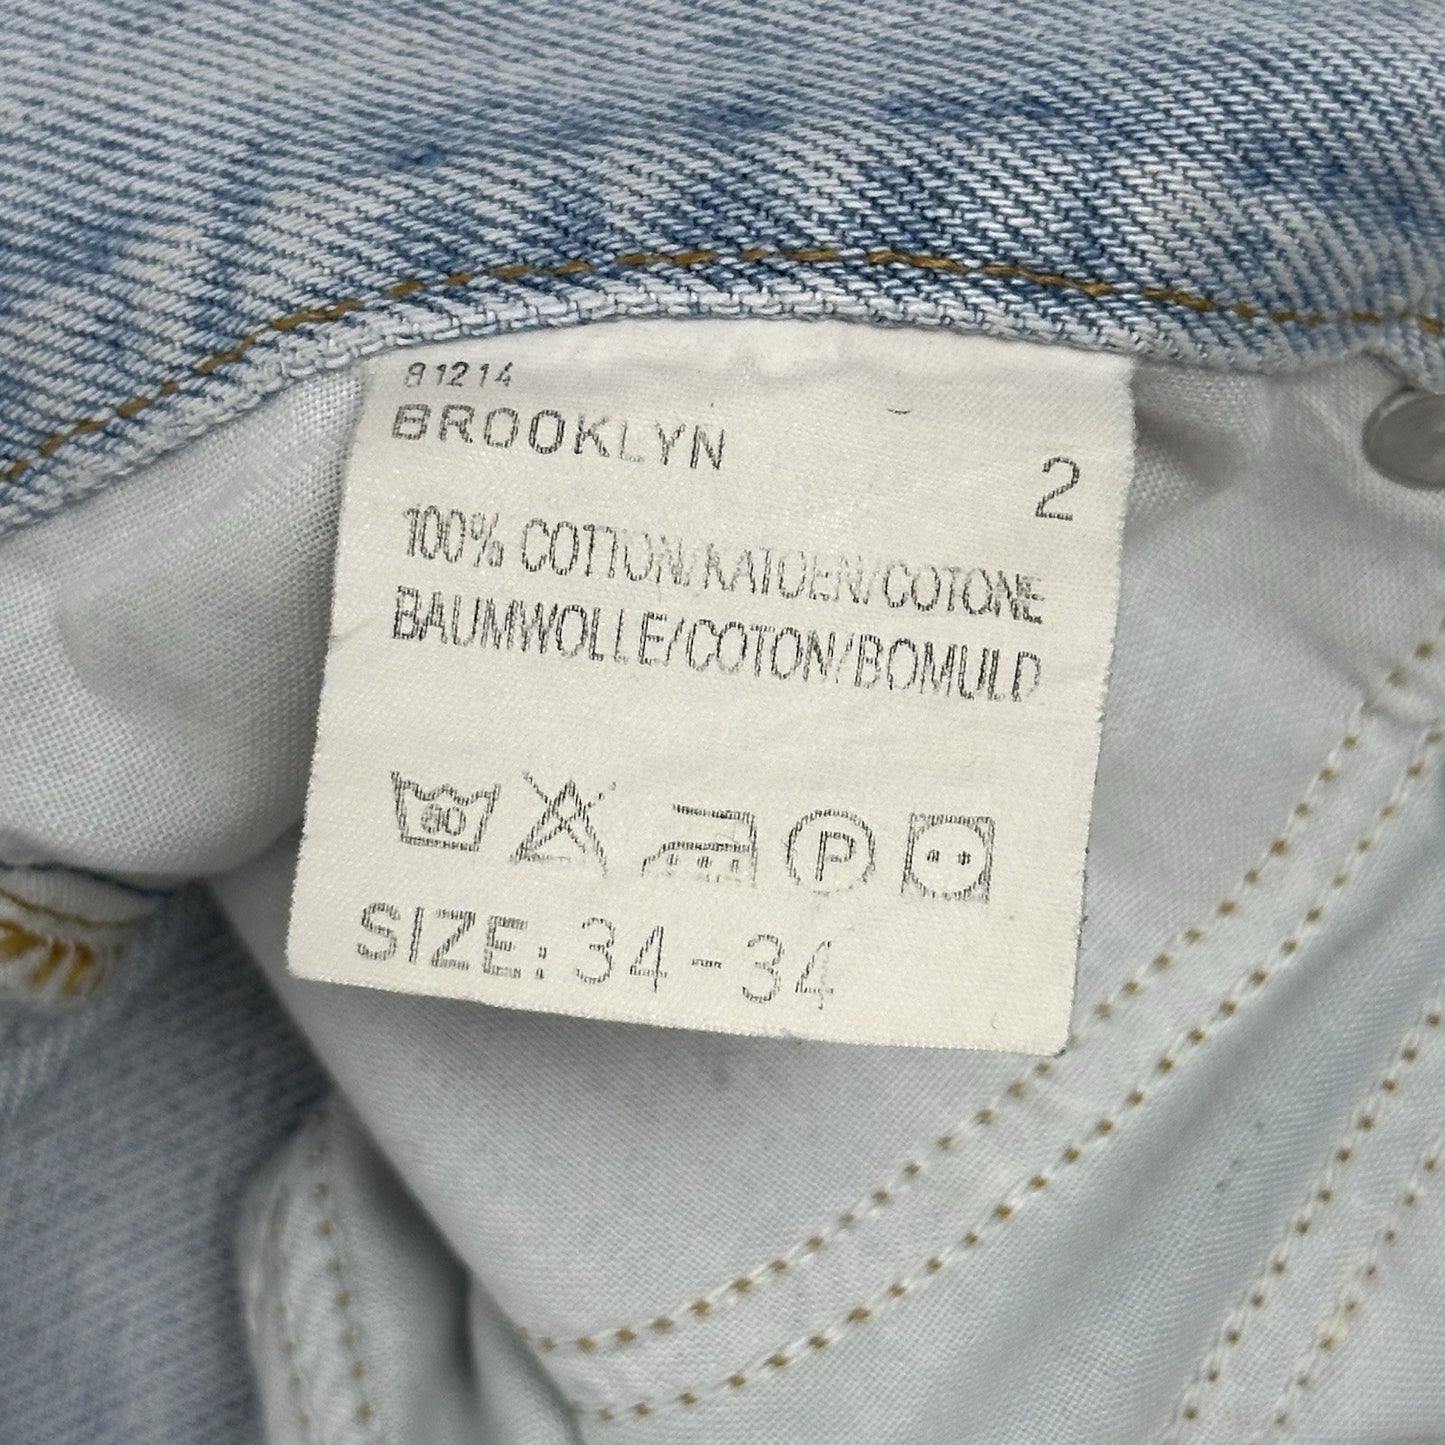 81214
BROOKLYN
2
100% COTTON/KATOEN/COTONE
BAUMWOLLE/COTON/BOMULD
P
SIZE: 34-34